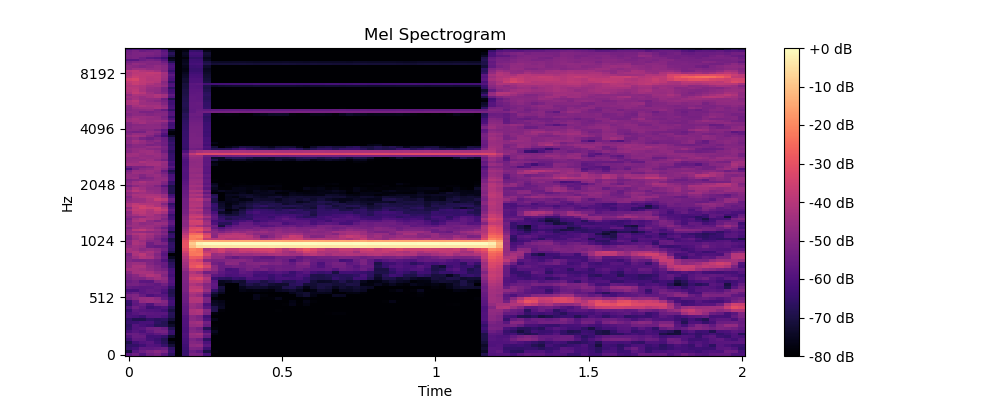 Mel Spectrogram
Hz
8192
4096
2048
1024
512
0
0 0.5 1 1.5 2
Time
+0 dB
-10 dB
-20 dB
-30 dB
-40 dB
-50 dB
-60 dB
-70 dB
-80 dB